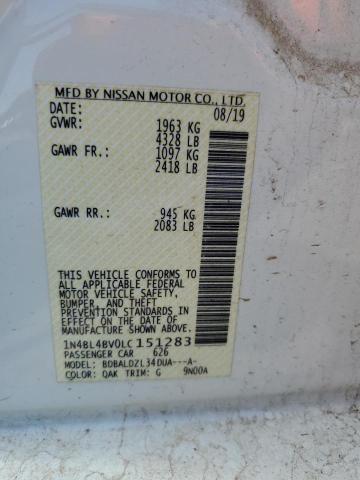 MFD BY NISSAN MOTOR CO., LTD.
DATE: 08/19
GVWR: 1963 KG
4328 LB
GAWR FR: 1097 KG
2418 LB
GAWR RR: 945 KG
2083 LB
THIS VEHICLE CONFORMS TO
ALL APPLICABLE FEDERAL
MOTOR VEHICLE SAFETY,
BUMPER, AND THEFT
PREVENTION STANDARDS
IN EFFECT ON THE DATE OF
MANUFACTURE SHOWN ABOVE.
1N4BL4BV0LC151283
PASSENGER CAR 626
MODEL: BDBALDZL34DUA---A-
COLOR: QAK TRIM: G 9N00A